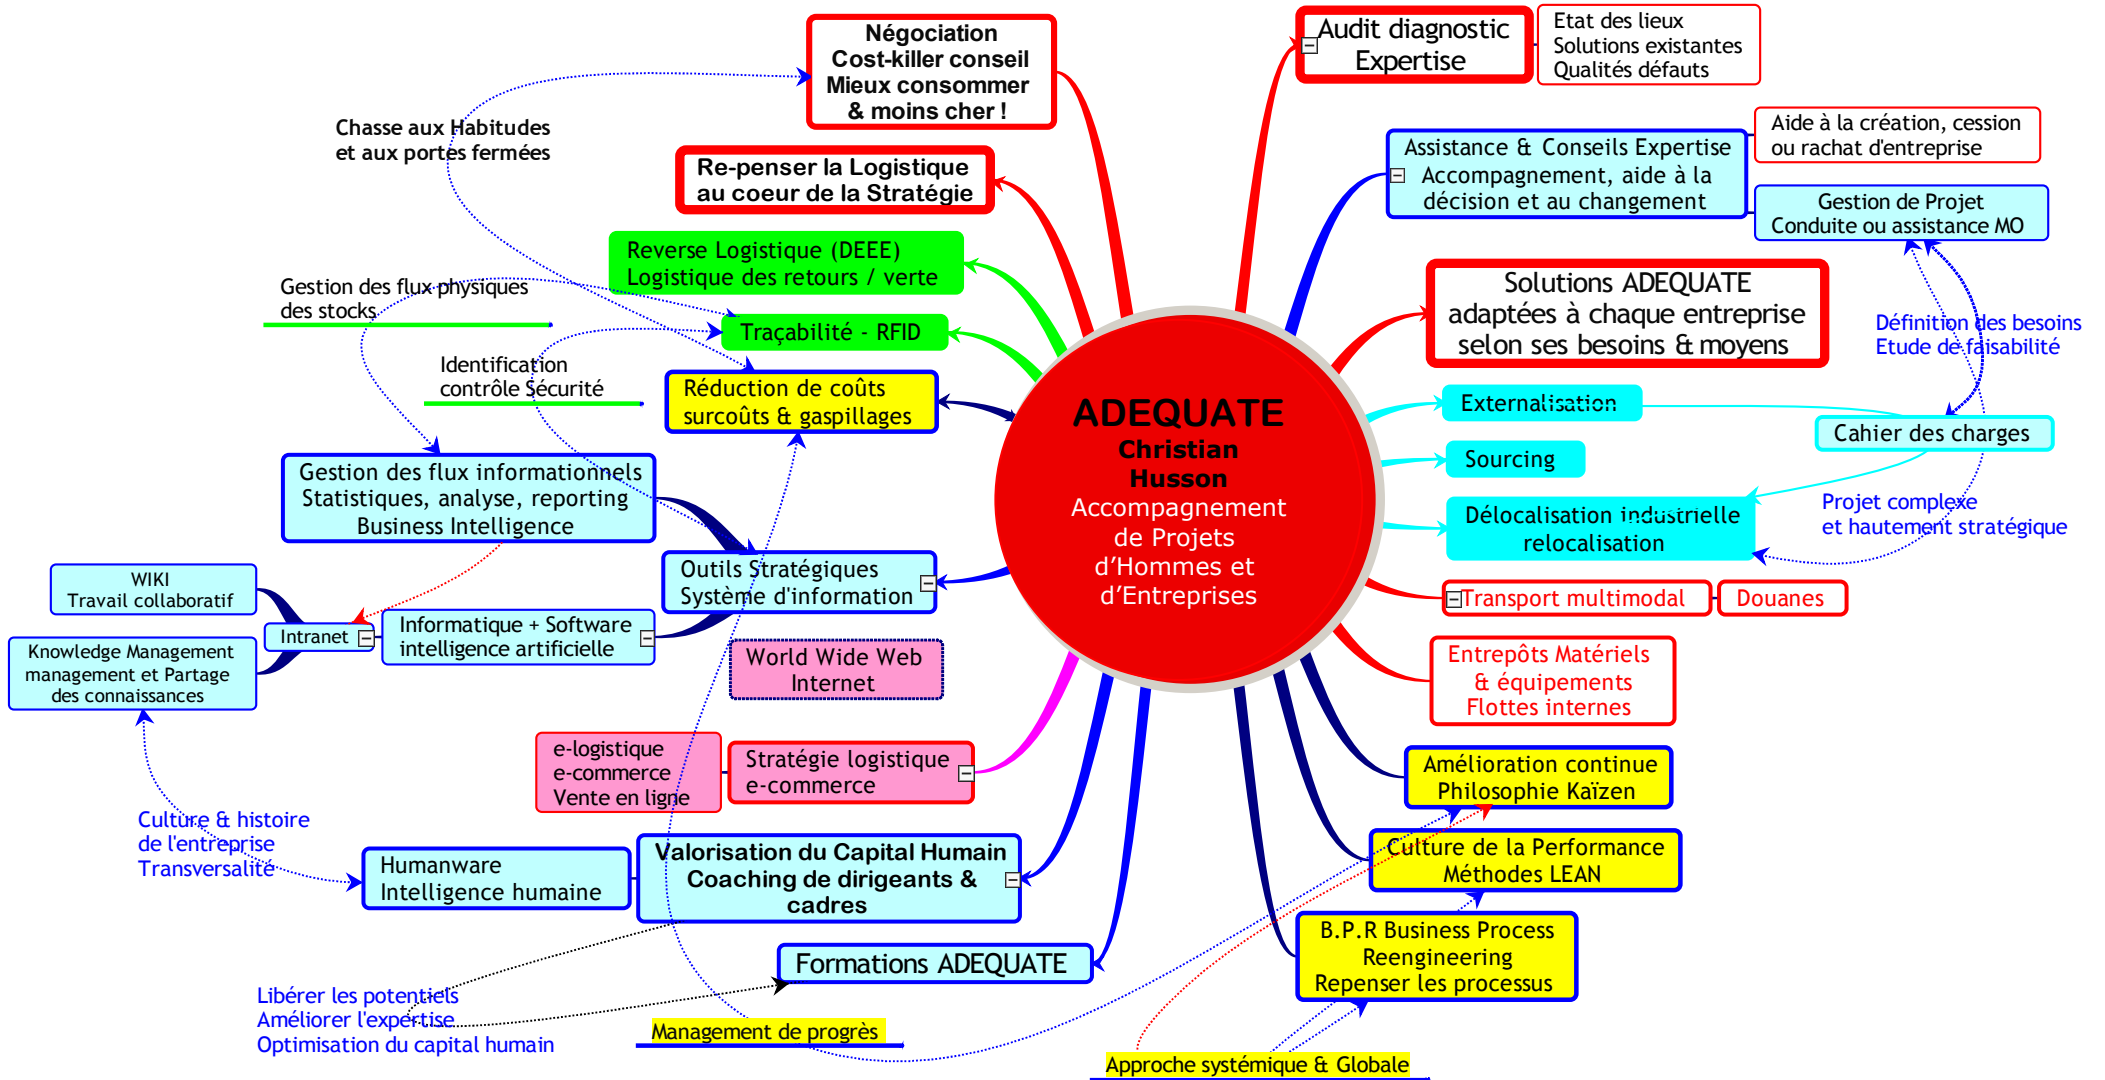 Négociation
Cost-killer conseil
Mieux consommer
& moins cher !
Chasse aux Habitudes
et aux portes fermées
Re-penser la Logistique
au coeur de la Stratégie
Reverse Logistique (DEEE)
Logistique des retours / verte
Gestion des flux physiques
des stocks
Traçabilité - RFID
Identification
contrôle Sécurité
Réduction de coûts
surcoûts & gaspillages
Gestion des flux informationnels
Statistiques, analyse, reporting
Business Intelligence
Outils Stratégiques
Système d'information
WIKI
Travail collaboratif
Intranet
Informatique + Software
intelligence artificielle
Knowledge Management
management et Partage
des connaissances
World Wide Web
Internet
e-logistique
e-commerce
Vente en ligne
Stratégie logistique
e-commerce
Culture & histoire
de l'entreprise
Transversalité
Humanware
Intelligence humaine
Valorisation du Capital Humain
Coaching de dirigeants &
cadres
Formations ADEQUATE
Libérer les potentiels
Améliorer l'expertise
Optimisation du capital humain
Management de progrès
ADEQUATE
Christian
Husson
Accompagnement
de Projets
d’Hommes et
d’Entreprises
Audit diagnostic
Expertise
Etat des lieux
Solutions existantes
Qualités défauts
Assistance & Conseils Expertise
Accompagnement, aide à la
décision et au changement
Aide à la création, cession
ou rachat d'entreprise
Gestion de Projet
Conduite ou assistance MO
Solutions ADEQUATE
adaptées à chaque entreprise
selon ses besoins & moyens
Définition des besoins
Etude de faisabilité
Externalisation
Cahier des charges
Sourcing
Délocalisation industrielle
relocalisation
Projet complexe
et hautement stratégique
Transport multimodal
Douanes
Entrepôts Matériels
& équipements
Flottes internes
Amélioration continue
Philosophie Kaïzen
Culture de la Performance
Méthodes LEAN
B.P.R Business Process
Reengineering
Repenser les processus
Approche systémique & Globale